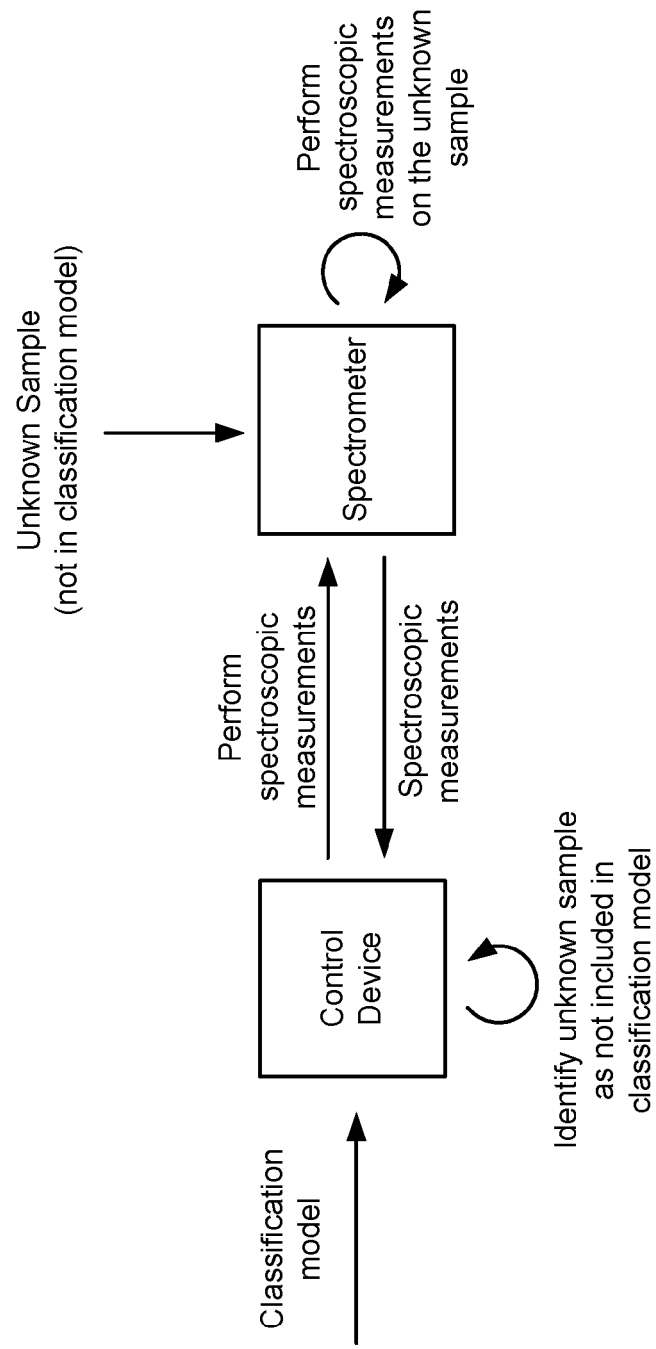 Classification
model
Control
Device
Identify unknown sample
as not included in
classification model
Perform
spectroscopic
measurements
Spectroscopic
measurements
Unknown Sample
(not in classification model)
Spectrometer
Perform
spectroscopic
measurements
on the unknown
sample